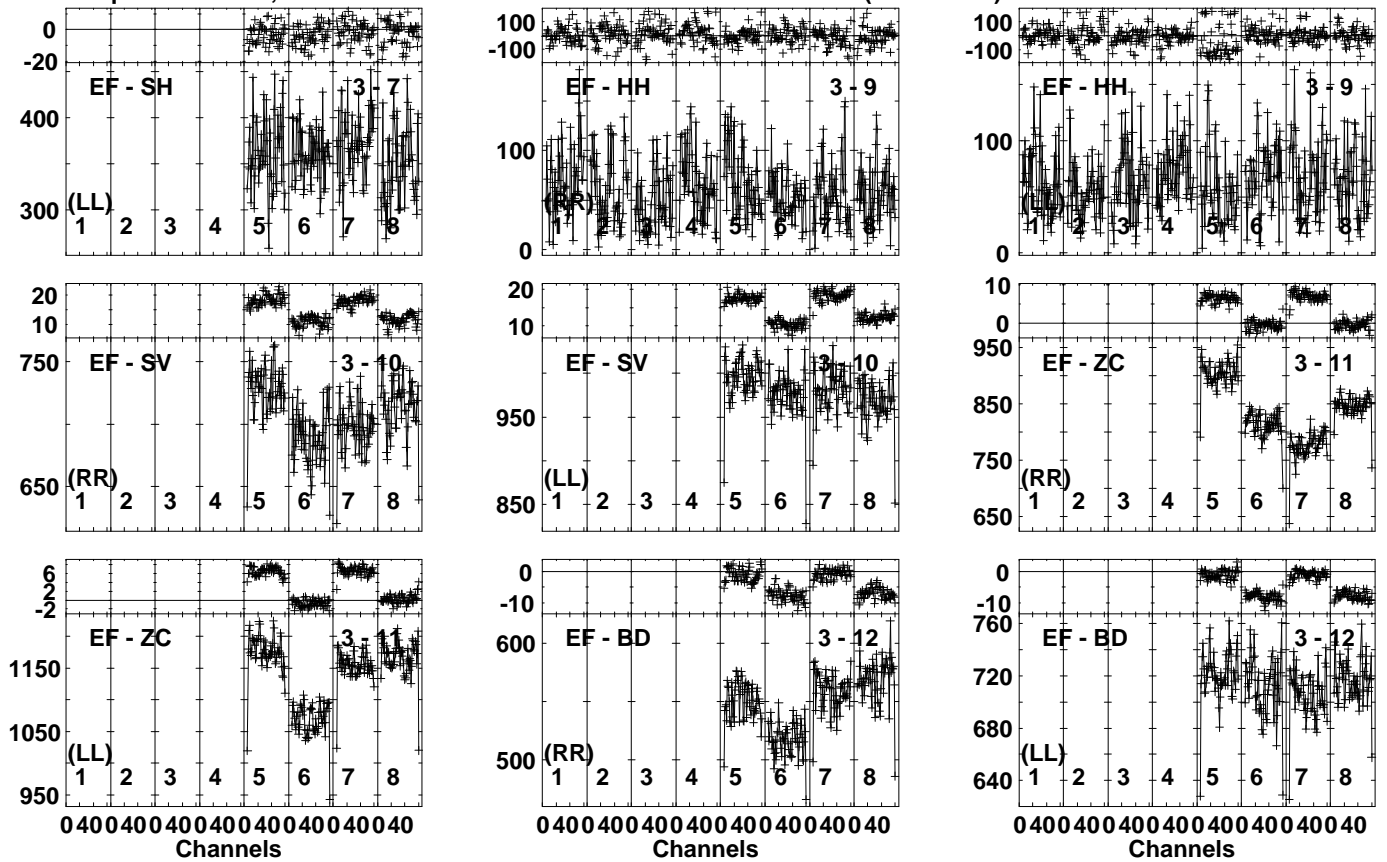 0
-20
EF - SH 3 - 7
400
300
(LL)
1 2 3 4 5 6 7 8
100
-100
EF - HH 3 - 9
100
0
(RR)
1 2 3 4 5 6 7 8
100
-100
EF - HH 3 - 9
100
0
(LL)
1 2 3 4 5 6 7 8
20
10
EF - SV 3 - 10
750
650
(RR)
1 2 3 4 5 6 7 8
20
10
EF - SV 3 - 10
950
850
(LL)
1 2 3 4 5 6 7 8
10
0
EF - ZC 3 - 11
950
850
750
650
(RR)
1 2 3 4 5 6 7 8
6
2
-2
EF - ZC 3 - 11
1150
1050
950
(LL)
1 2 3 4 5 6 7 8
0 40 0 40 0 40 0 40 0 40 0 40 0 40 0 40
Channels
0
-10
EF - BD 3 - 12
600
500
(RR)
1 2 3 4 5 6 7 8
0 40 0 40 0 40 0 40 0 40 0 40 0 40 0 40
Channels
0
-10
EF - BD 3 - 12
760
720
680
640
(LL)
1 2 3 4 5 6 7 8
0 40 0 40 0 40 0 40 0 40 0 40 0 40 0 40
Channels